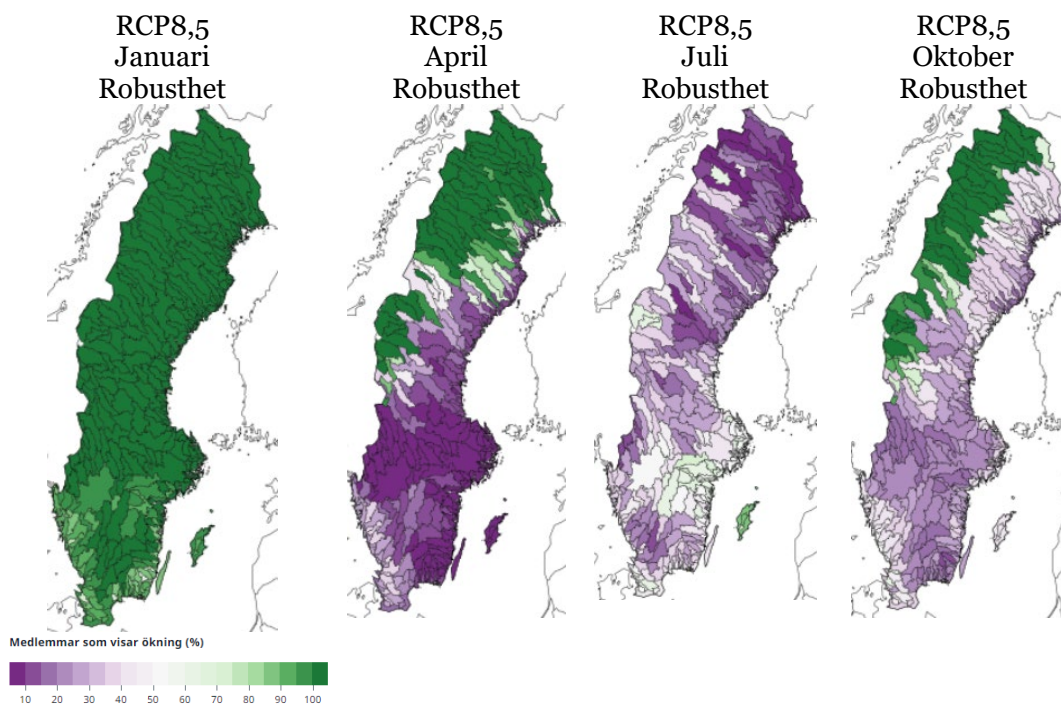 RCP8,5
Januari
Robusthet
RCP8,5
April
Robusthet
RCP8,5
Juli
Robusthet
RCP8,5
Oktober
Robusthet
Medlemmar som visar ökning (%)
10 20 30 40 50 60 70 80 90 100